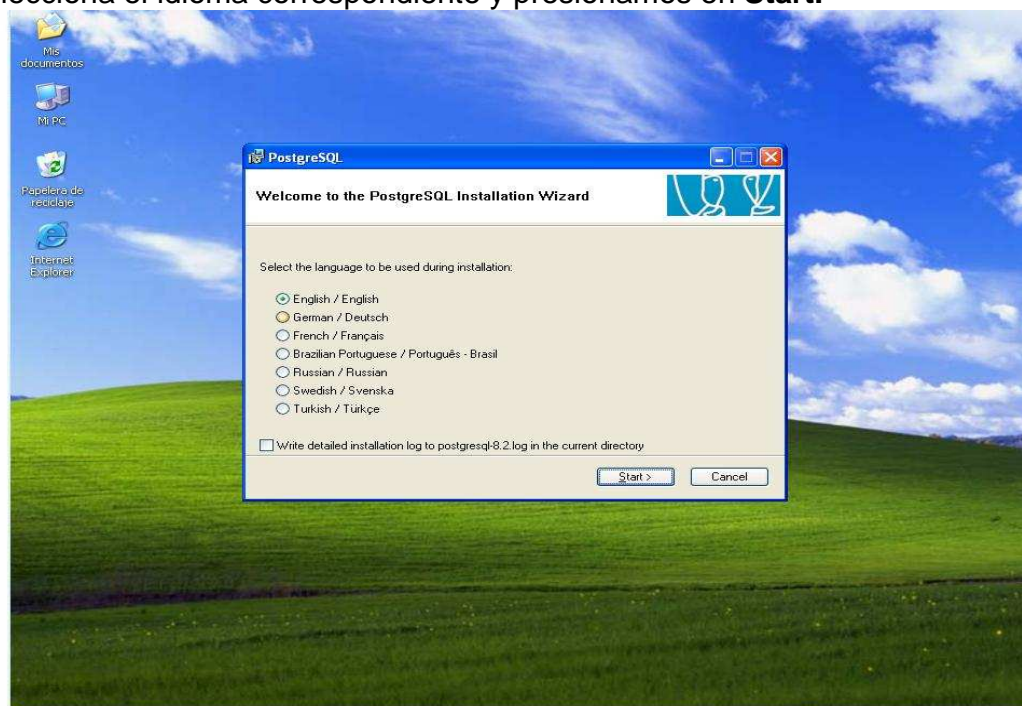 lecciona el idioma correspondiente y presionamos en Start.
Mis
documentos
Mi PC
Papelera de
reciclaje
Internet
Explorer
PostgreSQL
Welcome to the PostgreSQL Installation Wizard
Select the language to be used during installation:
English / English
German / Deutsch
French / Français
Brazilian Portuguese / Português - Brasil
Russian / Russian
Swedish / Svenska
Turkish / Türkçe
Write detailed installation log to postgresql-8.2.log in the current directory
Start >
Cancel